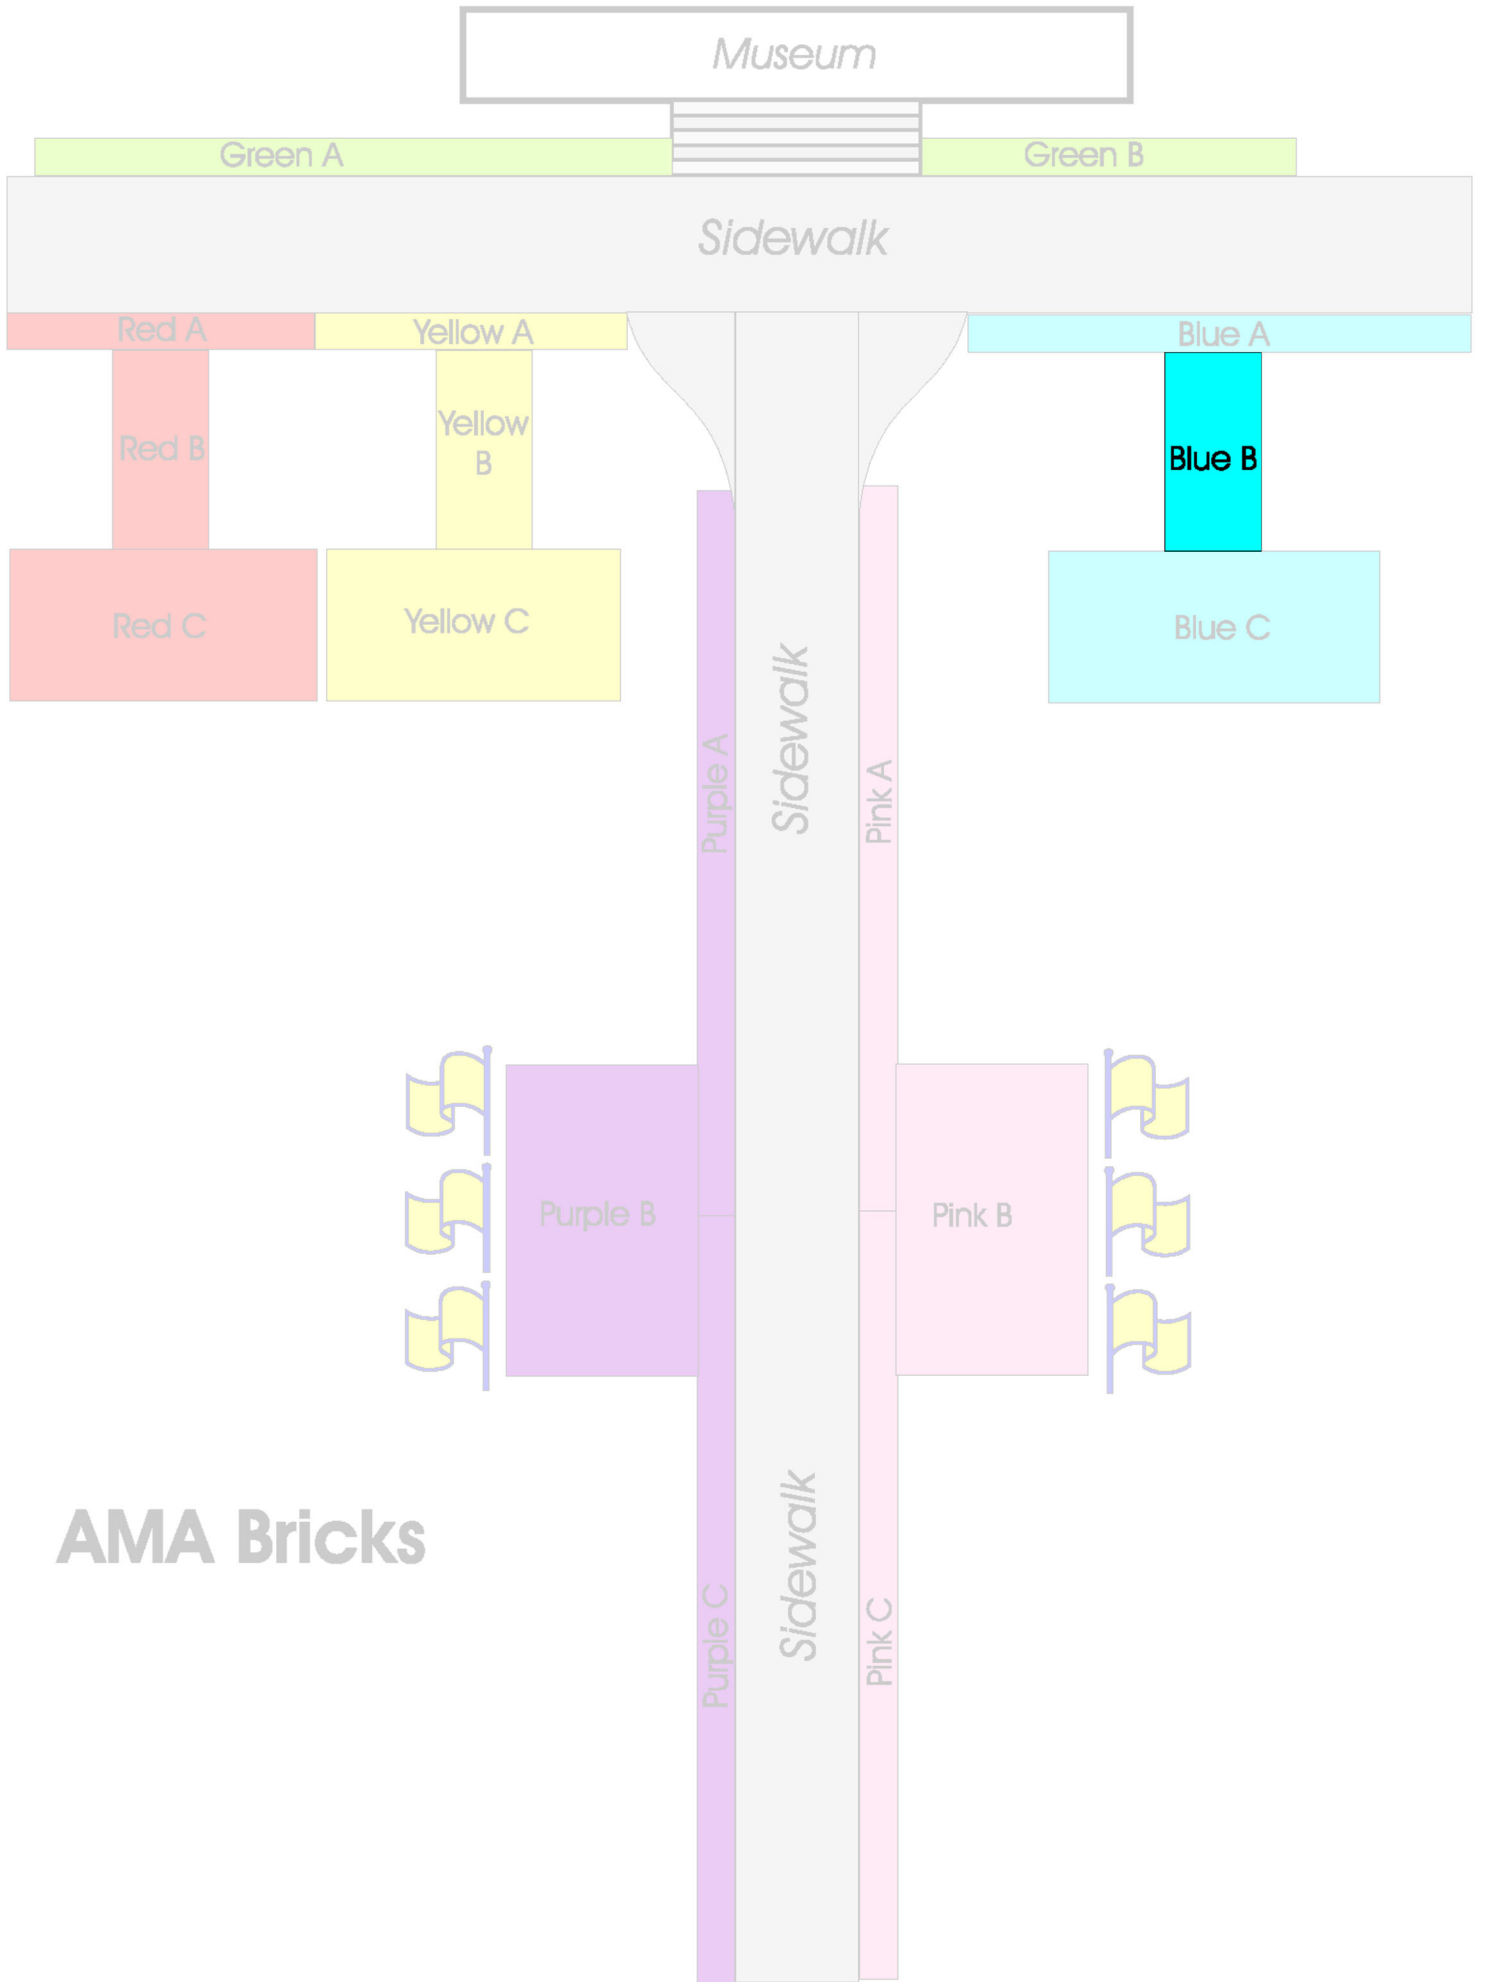 Museum
Green A
Green B
Sidewalk
Red A
Yellow A
Blue A
Red B
Yellow
B
Blue B
Red C
Yellow C
Blue C
Sidewalk
Purple A
Pink A
Purple B
Pink B
AMA Bricks
Sidewalk
Purple C
Pink C